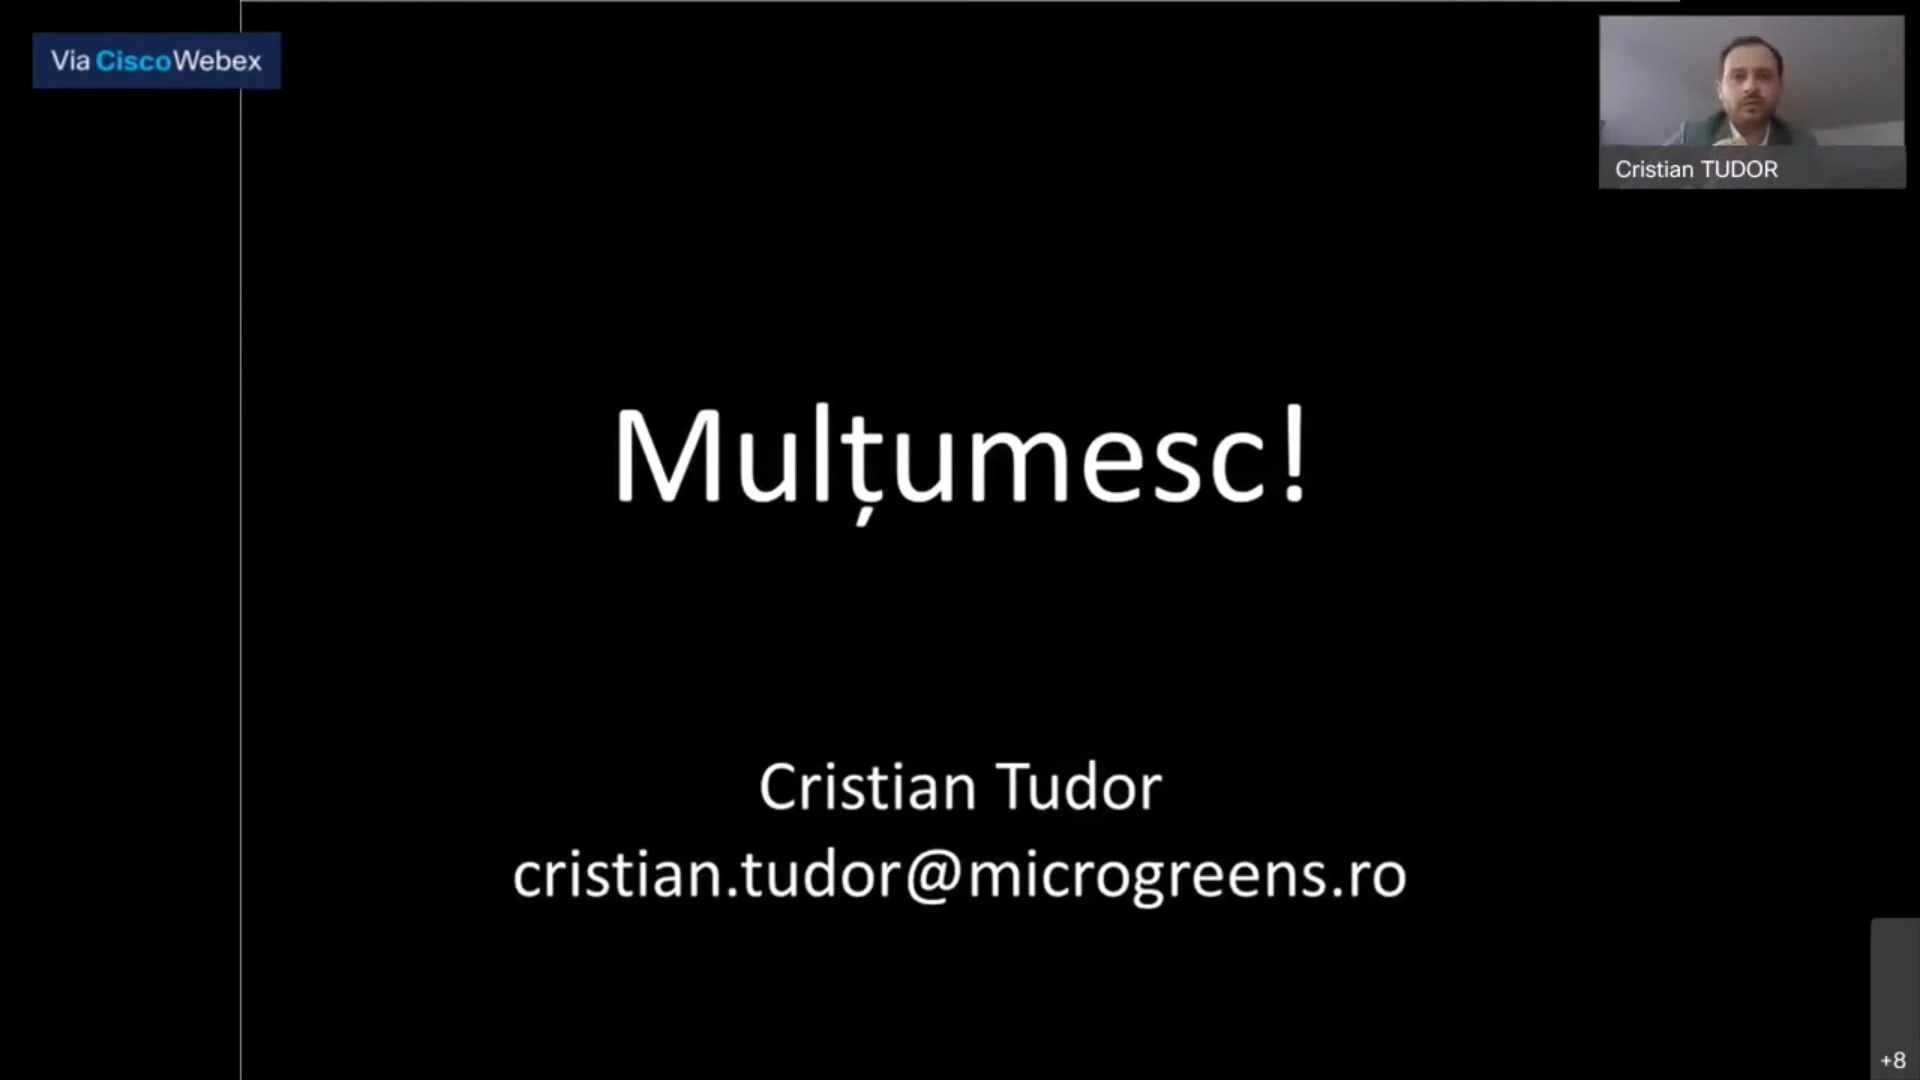 Via CiscoWebex
Cristian TUDOR
Mulțumesc!
Cristian Tudor
cristian.tudor@microgreens.ro
+8